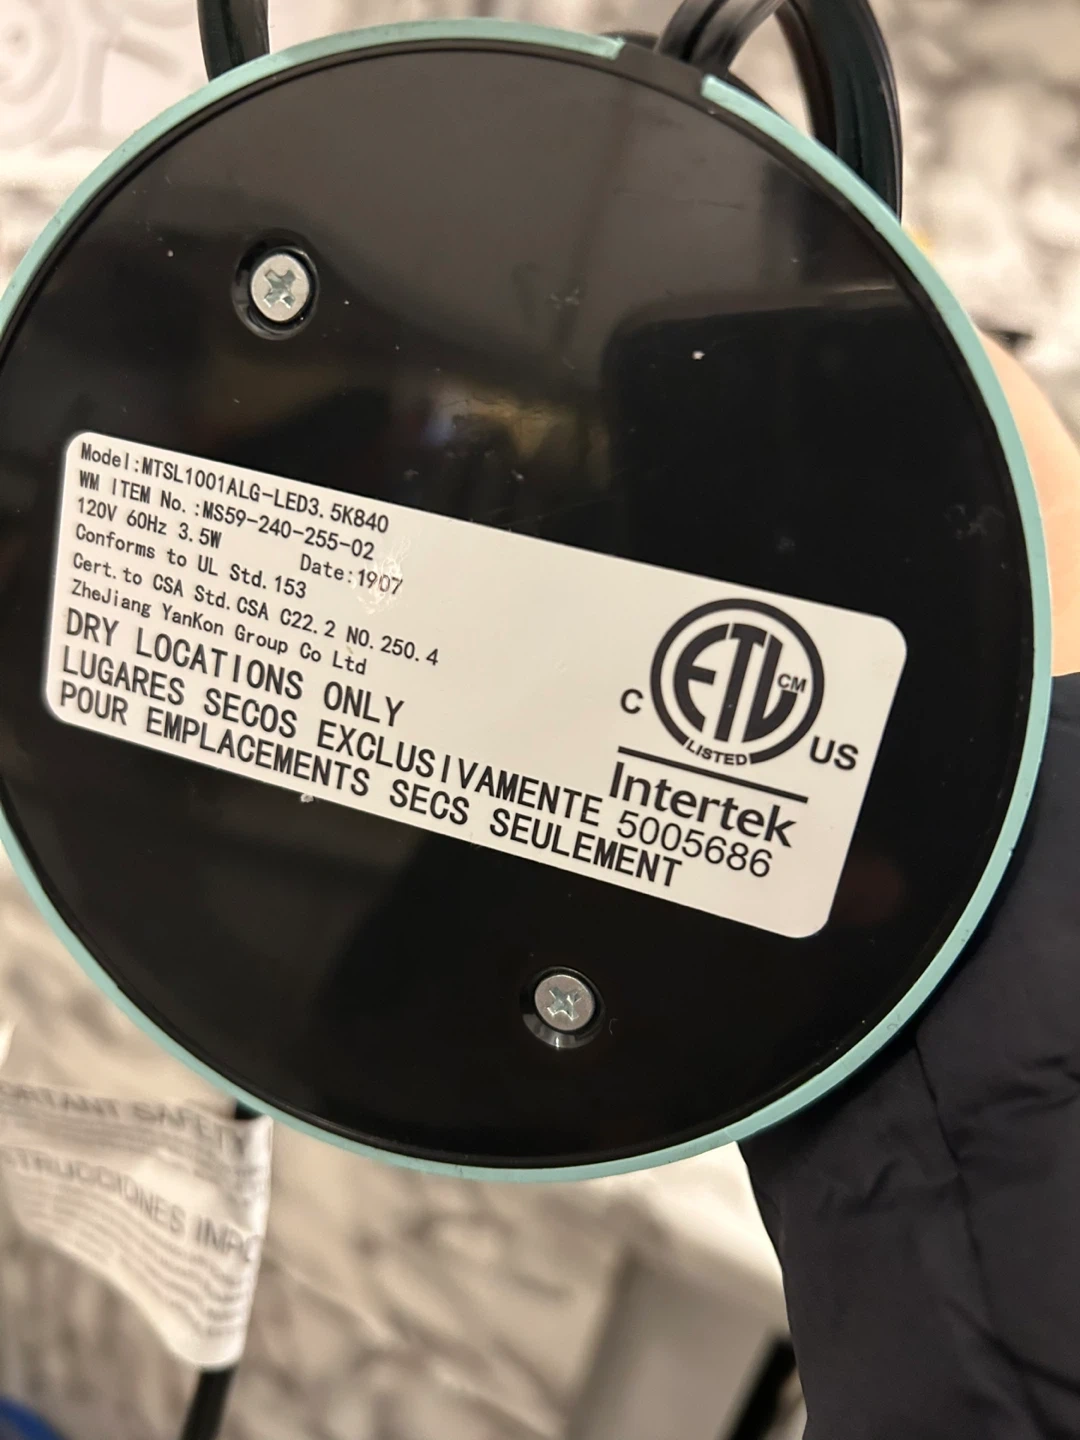 Model:MTSL1001ALG-LED3.5K840
WM ITEM No.:MS59-240-255-02
120V 60Hz 3.5W Date:1907
Conforms to UL Std.153
Cert.to CSA Std.CSA C22.2 NO.250.4
ZheJiang YanKon Group Co Ltd
DRY LOCATIONS ONLY
LUGARES SECOS EXCLUSIVAMENTE
POUR EMPLACEMENTS SECS SEULEMENT
ETL CM
LISTED
C US
Intertek
5005686
SAFETY